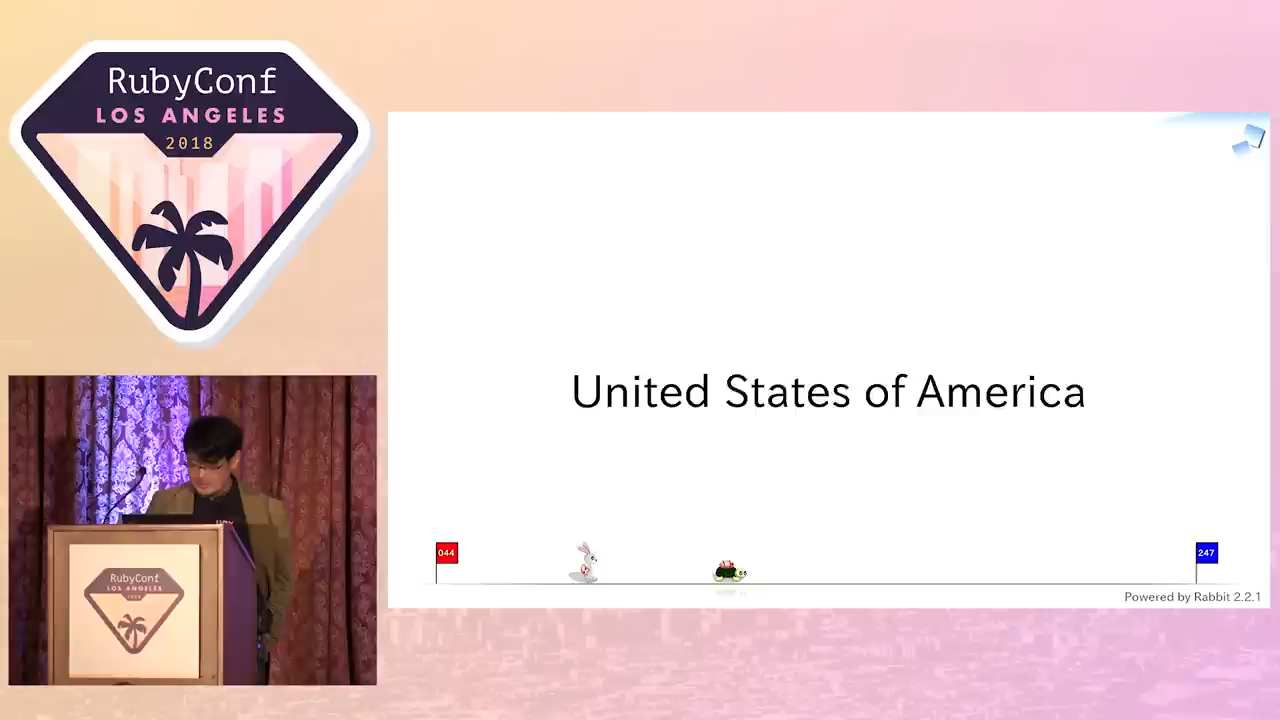 RubyConf
LOS ANGELES
2018
United States of America
044
247
Powered by Rabbit 2.2.1
RubyConf
LOS ANGELES